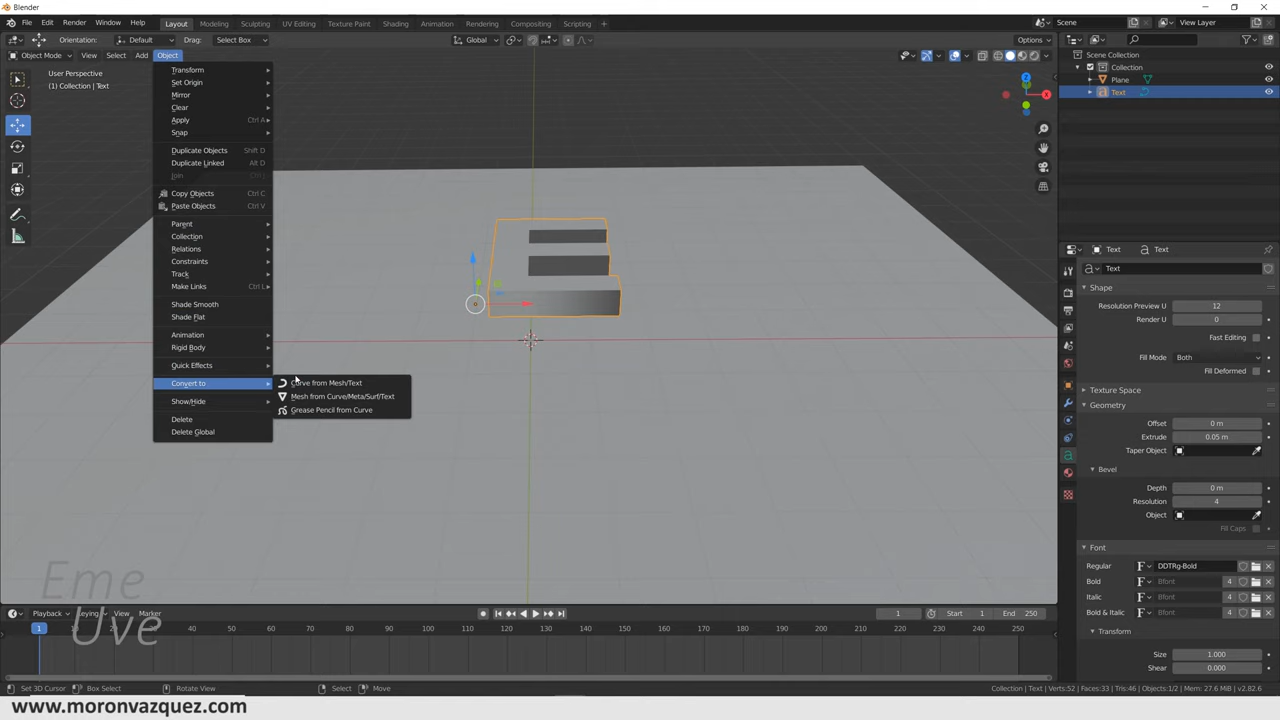 Blender
File Edit Render Window Help Layout Modeling Sculpting UV Editing Texture Paint Shading Animation Rendering Compositing Scripting + Scene View Layer
Orientation: Default Drag: Select Box Global Options
Object Mode View Select Add Object
User Perspective
(1) Collection | Text
Transform
Set Origin
Mirror
Clear
Apply Ctrl A
Snap
Duplicate Objects Shift D
Duplicate Linked Alt D
Join Ctrl J
Copy Objects Ctrl C
Paste Objects Ctrl V
Parent
Collection
Relations
Constraints
Track
Make Links Ctrl L
Shade Smooth
Shade Flat
Animation
Rigid Body
Quick Effects
Convert to
Show/Hide
Delete
Delete Global
Curve from Mesh/Text
Mesh from Curve/Meta/Surf/Text
Grease Pencil from Curve
Z
X
Scene Collection
Collection
Plane
Text
Text Text
Text
Shape
Resolution Preview U 12
Render U 0
Fast Editing
Fill Mode Both
Fill Deformed
Texture Space
Geometry
Offset 0 m
Extrude 0.05 m
Taper Object
Bevel
Depth 0 m
Resolution 4
Object
Fill Caps
Font
Regular DDTRg-Bold
Bold Bfont 4
Italic Bfont 4
Bold & Italic Bfont 4
Transform
Size 1.000
Shear 0.000
Eme
Uve
Playback Keying View Marker 1 Start 1 End 250
1 10 20 30 40 50 60 70 80 90 100 110 120 130 140 150 160 170 180 190 200 210 220 230 240 250
Set 3D Cursor Box Select Rotate View Select Move Collection | Text | Verts:52 | Faces:33 | Tris:46 | Objects:1/2 | Mem: 27.6 MiB | v2.82.6
www.moronvazquez.com